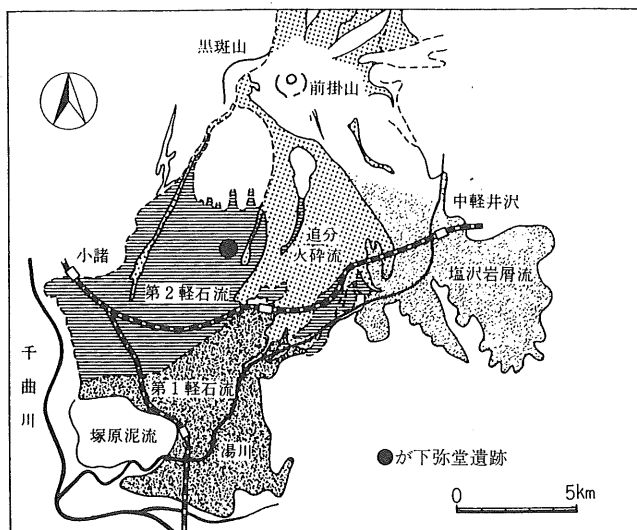 黒斑山
前掛山
中軽井沢
追分
火砕流
小諸
塩沢岩屑流
第2軽石流
千曲川
第1軽石流
塚原泥流
湯川
●が下弥堂遺跡
0 5km